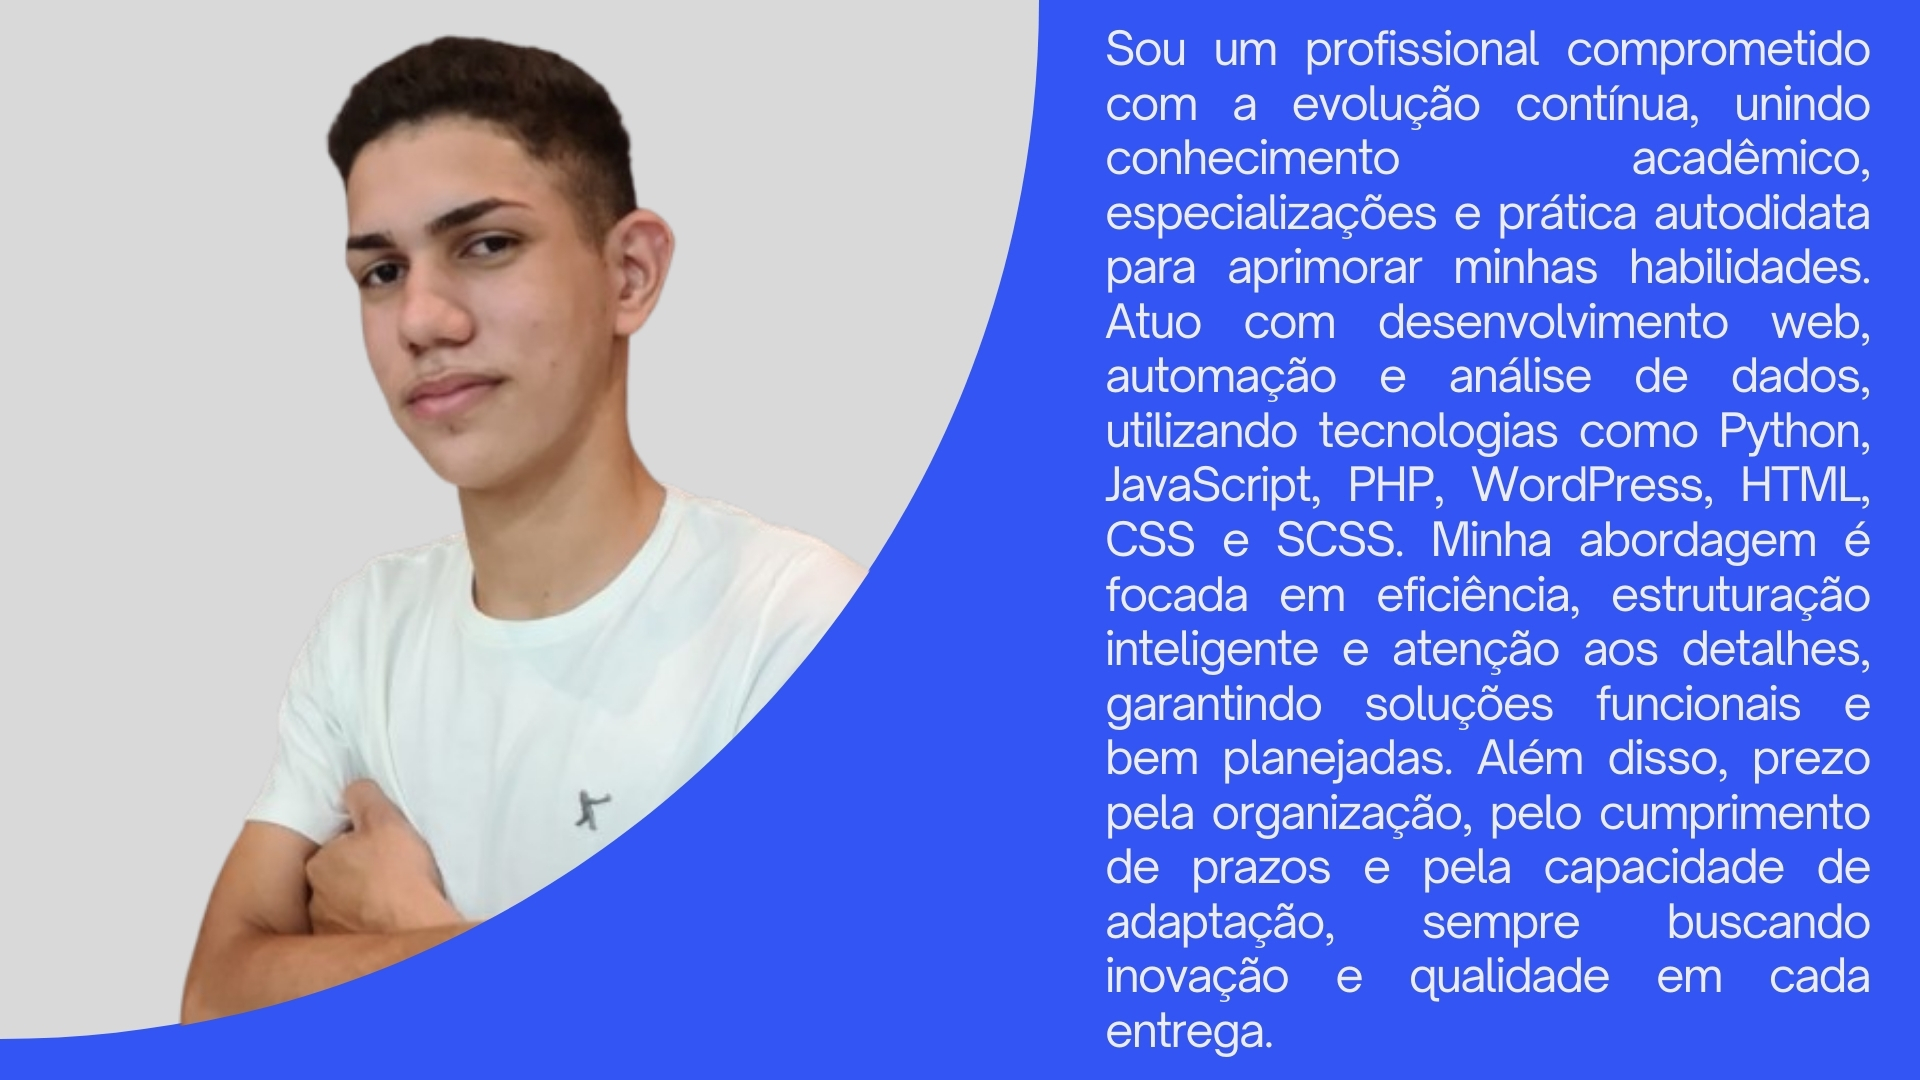 Sou um profissional comprometido
com a evolução contínua, unindo
conhecimento acadêmico,
especializações e prática autodidata
para aprimorar minhas habilidades.
Atuo com desenvolvimento web,
automação e análise de dados,
utilizando tecnologias como Python,
JavaScript, PHP, WordPress, HTML,
CSS e SCSS. Minha abordagem é
focada em eficiência, estruturação
inteligente e atenção aos detalhes,
garantindo soluções funcionais e
bem planejadas. Além disso, prezo
pela organização, pelo cumprimento
de prazos e pela capacidade de
adaptação, sempre buscando
inovação e qualidade em cada
entrega.